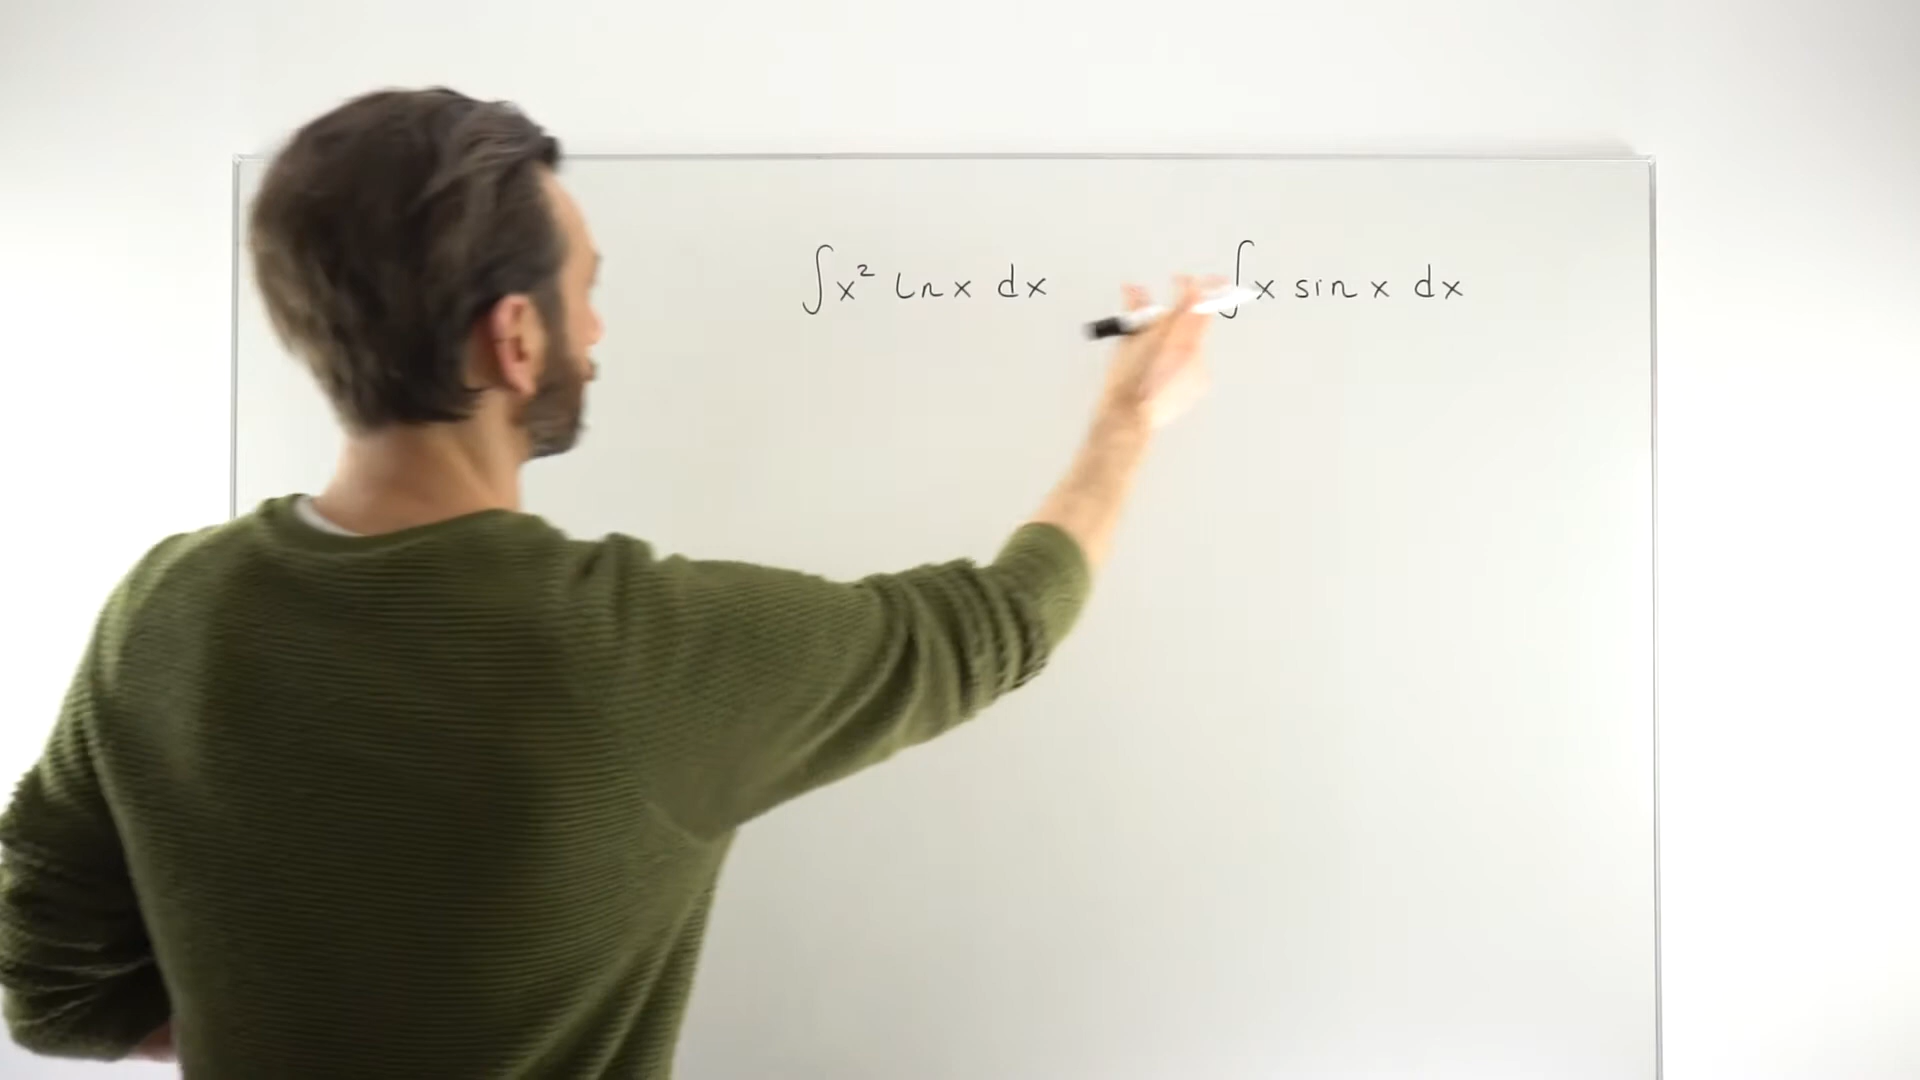 ∫x² ln x dx ∫x sin x dx